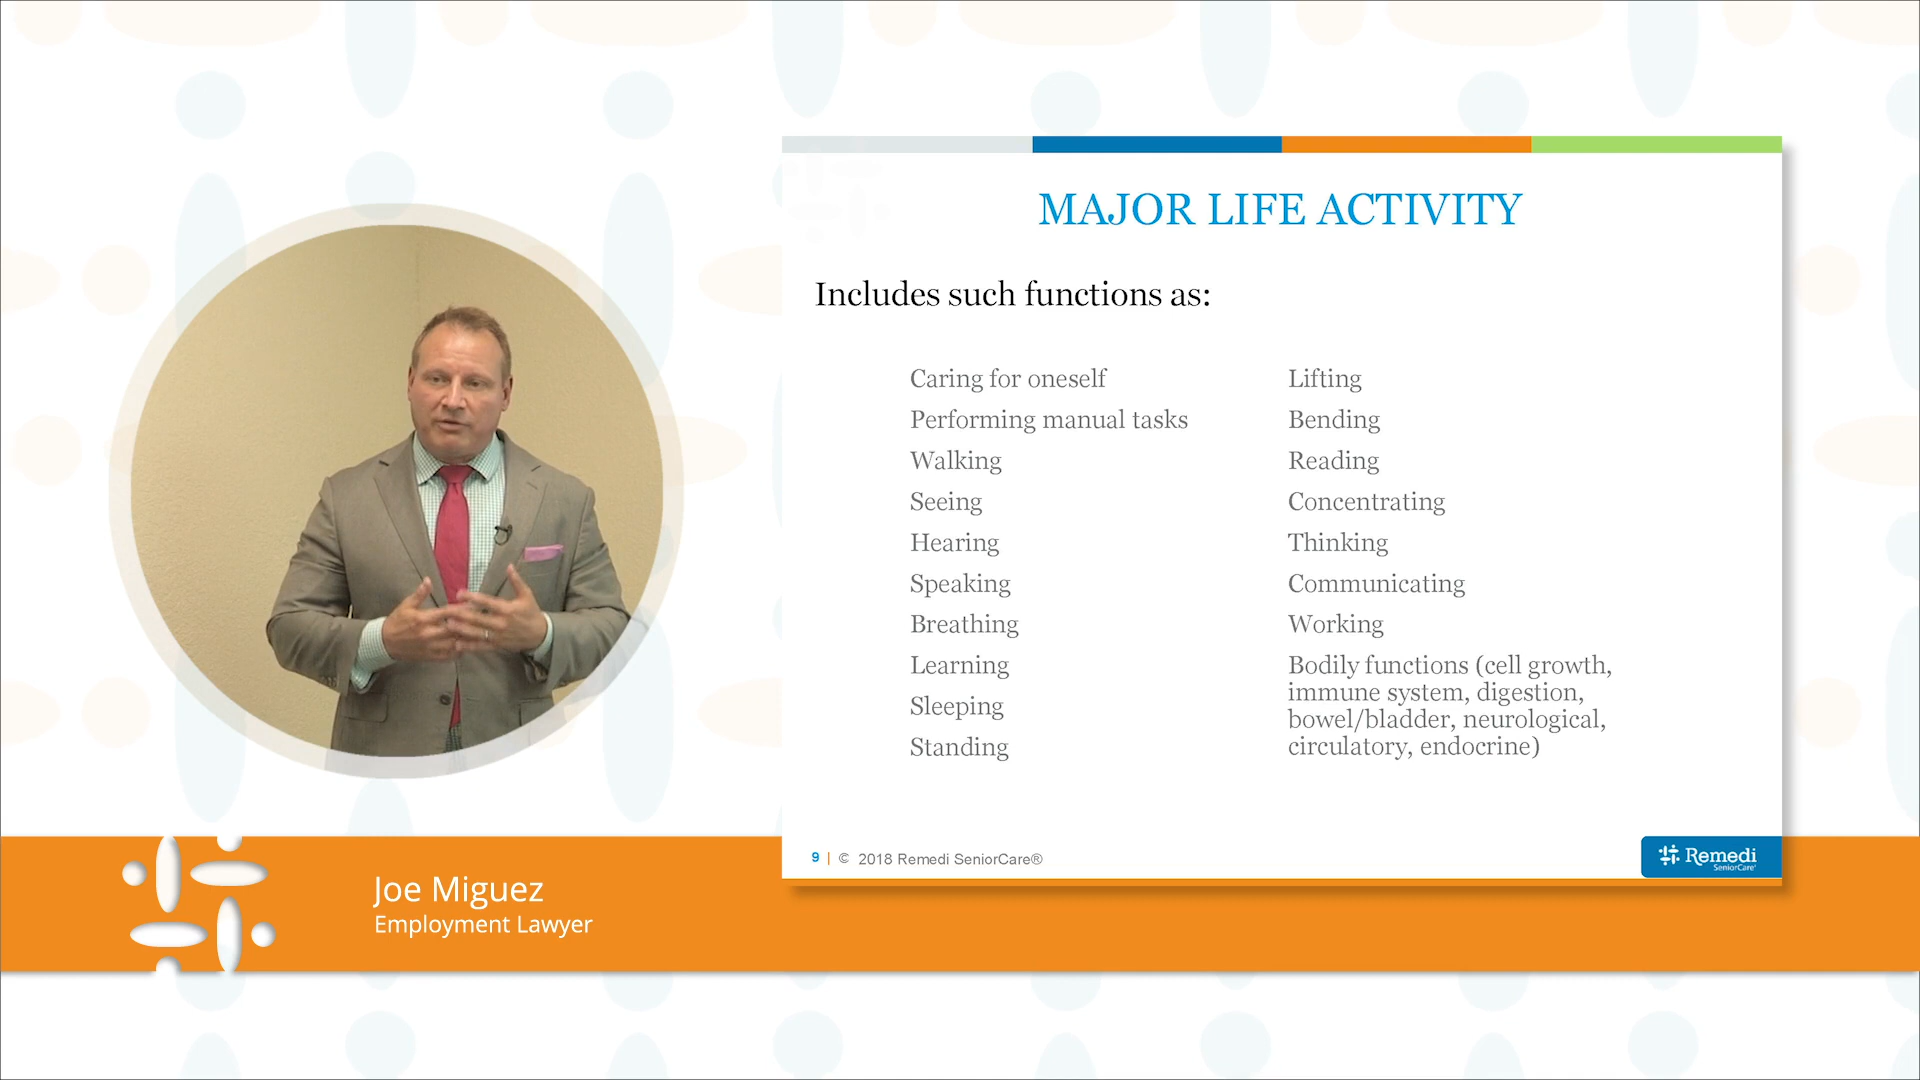 MAJOR LIFE ACTIVITY
Includes such functions as:
Caring for oneself
Performing manual tasks
Walking
Seeing
Hearing
Speaking
Breathing
Learning
Sleeping
Standing
Lifting
Bending
Reading
Concentrating
Thinking
Communicating
Working
Bodily functions (cell growth,
immune system, digestion,
bowel/bladder, neurological,
circulatory, endocrine)
9 | © 2018 Remedi SeniorCare®
Remedi
SeniorCare®
Joe Miguez
Employment Lawyer